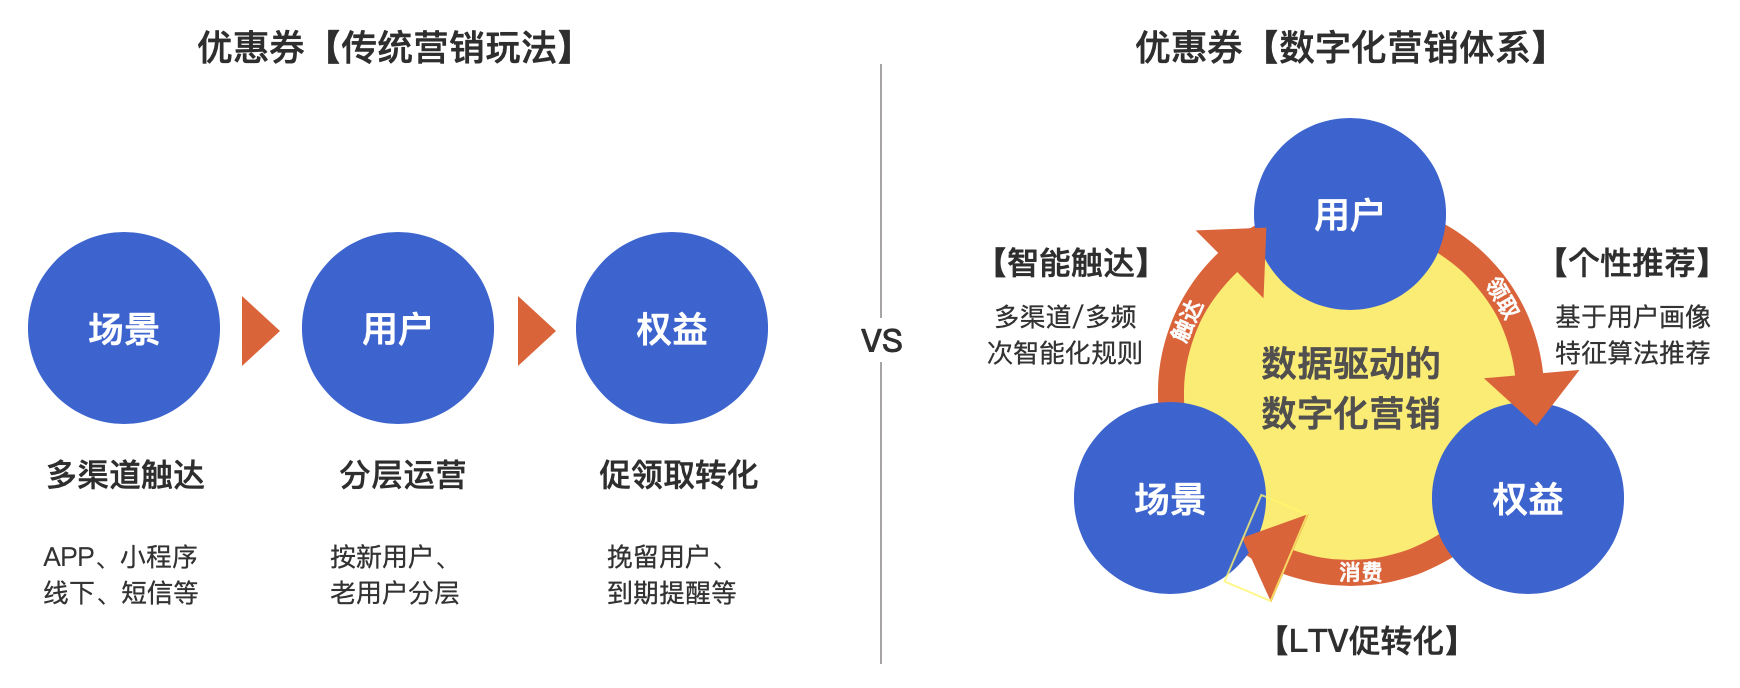 优惠券【传统营销玩法】
场景
用户
权益
多渠道触达
分层运营
促领取转化
APP、小程序
线下、短信等
按新用户、
老用户分层
挽留用户、
到期提醒等
VS
优惠券【数字化营销体系】
用户
【智能触达】
多渠道/多频
次智能化规则
触达
领取
【个性推荐】
基于用户画像
特征算法推荐
数据驱动的
数字化营销
场景
权益
消费
【LTV促转化】